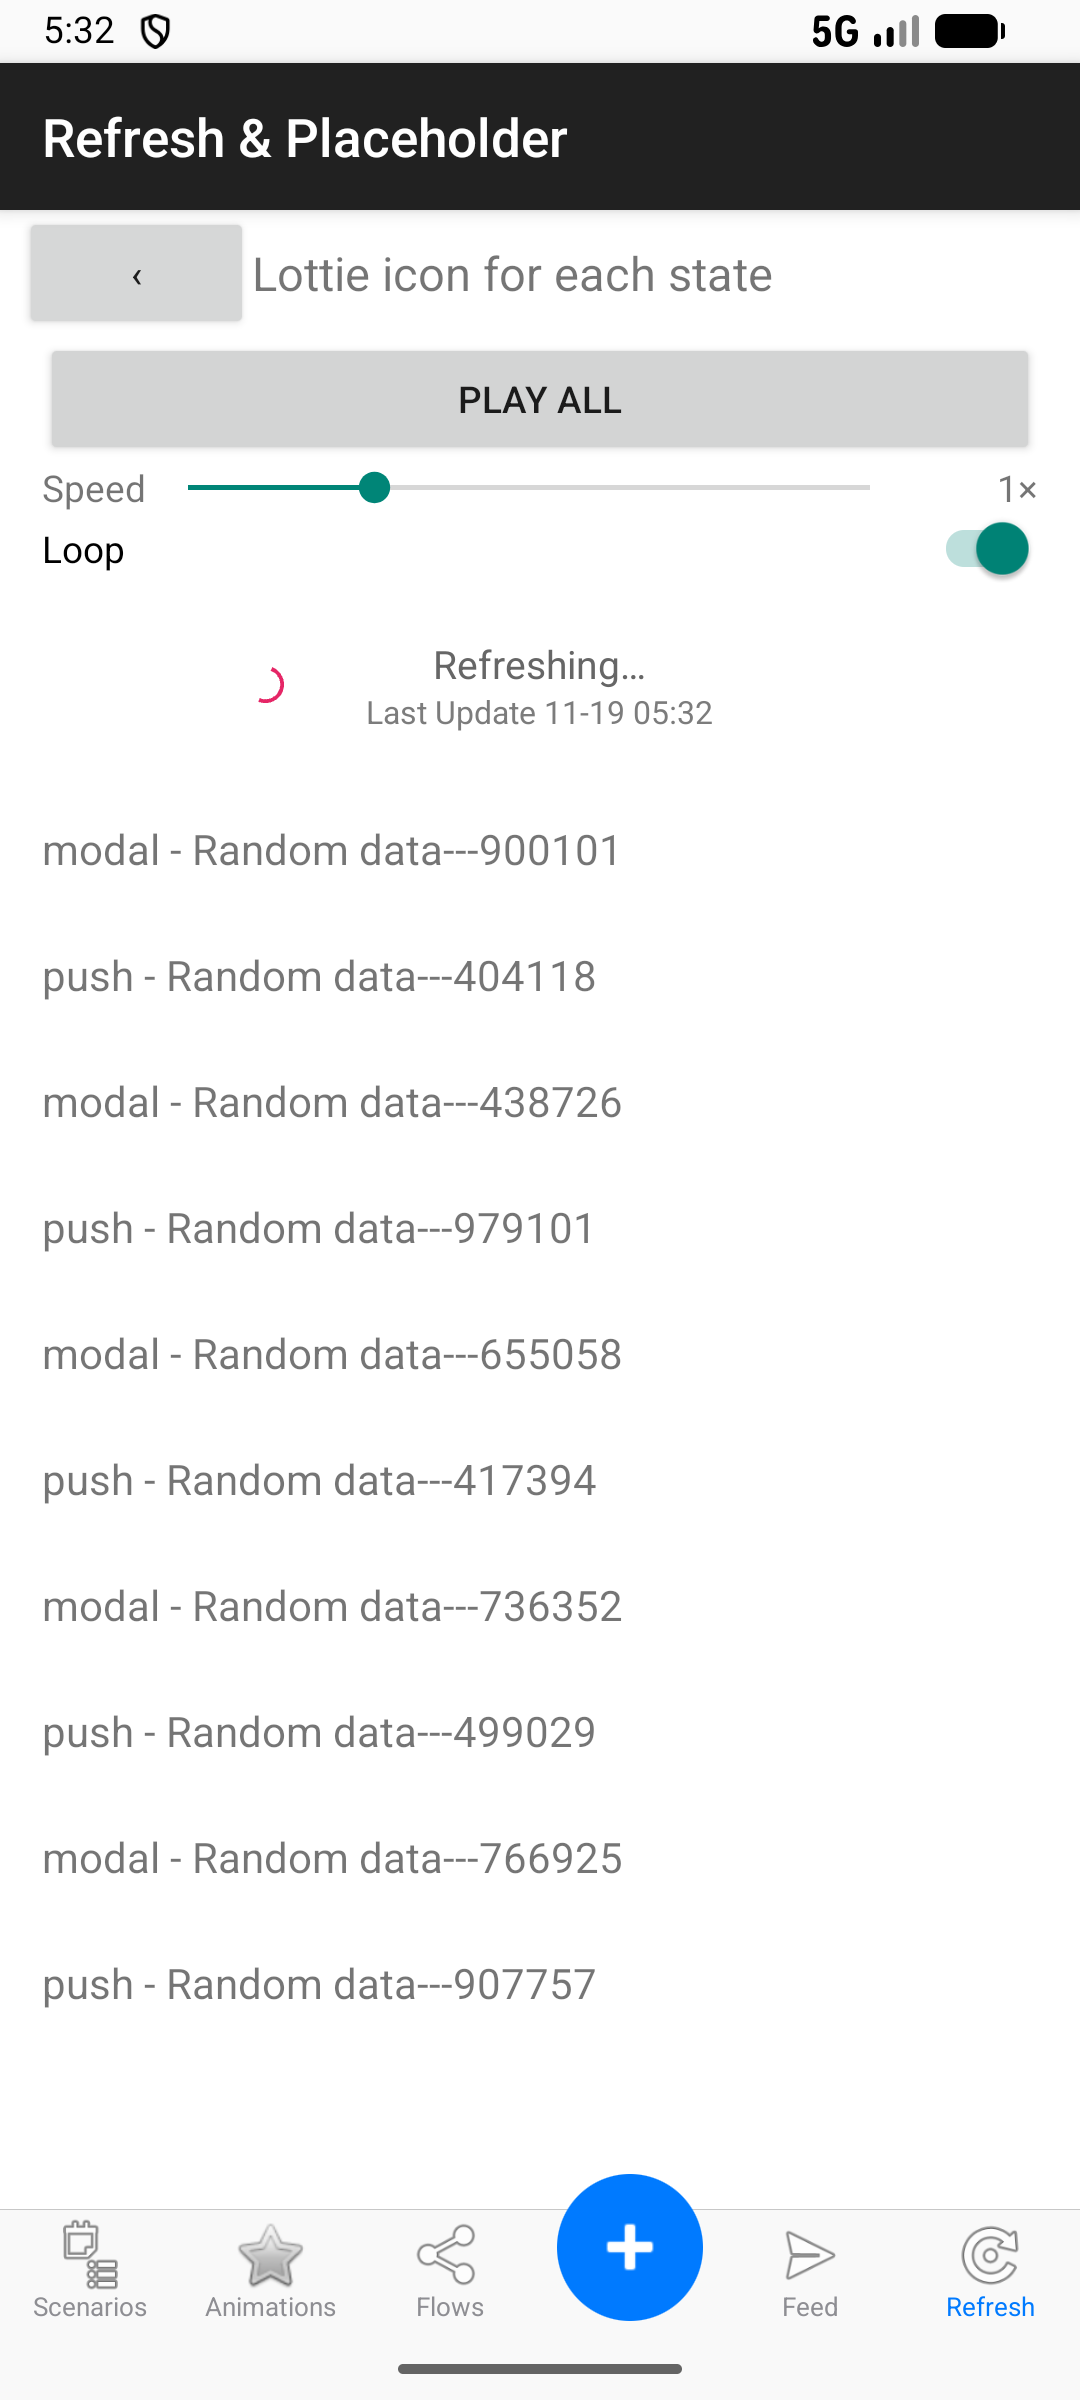 5:32
5G
Refresh & Placeholder
‹
Lottie icon for each state
PLAY ALL
Speed
1×
Loop
Refreshing...
Last Update 11-19 05:32
modal - Random data---900101
push - Random data---404118
modal - Random data---438726
push - Random data---979101
modal - Random data---655058
push - Random data---417394
modal - Random data---736352
push - Random data---499029
modal - Random data---766925
push - Random data---907757
Scenarios
Animations
Flows
Feed
Refresh